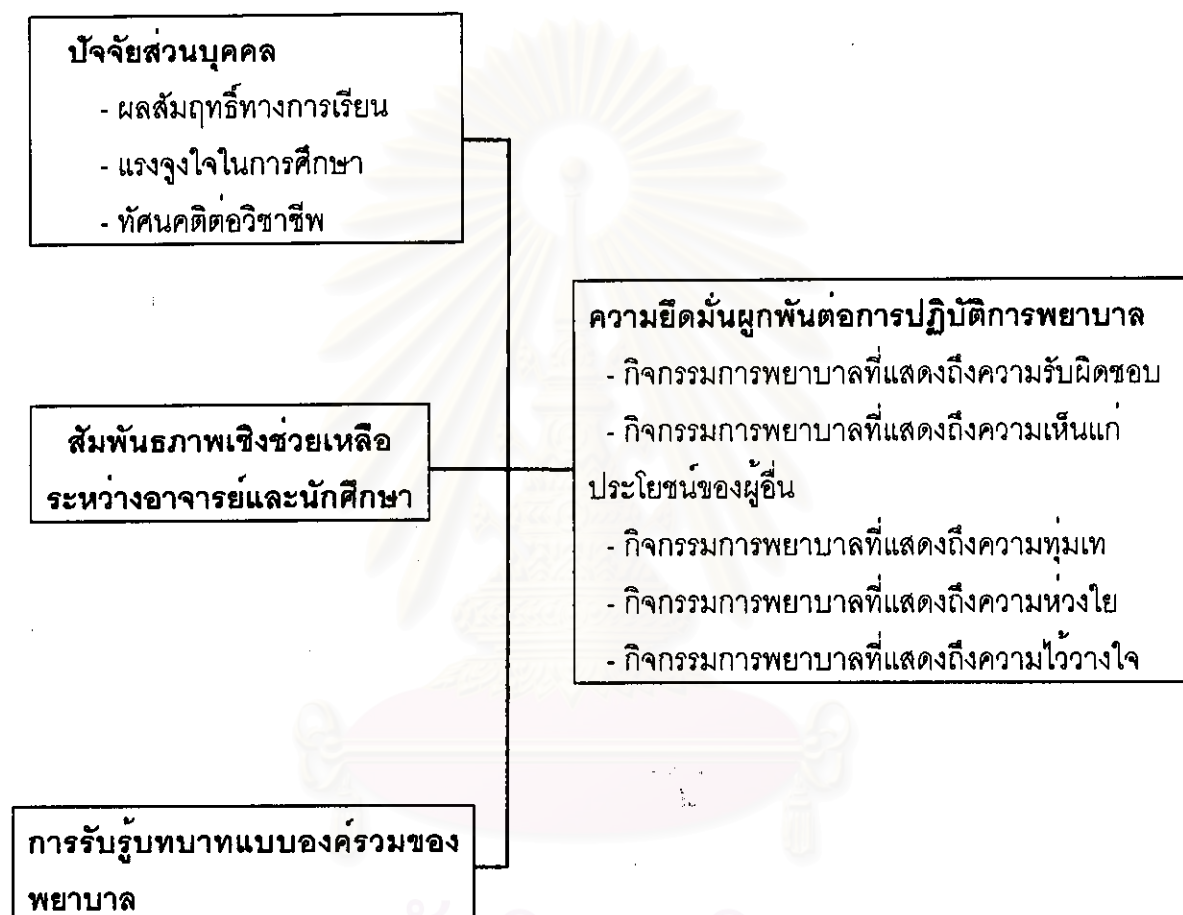 ปัจจัยส่วนบุคคล
- ผลสัมฤทธิ์ทางการเรียน
- แรงจูงใจในการศึกษา
- ทัศนคติต่อวิชาชีพ
สัมพันธภาพเชิงช่วยเหลือ
ระหว่างอาจารย์และนักศึกษา
การรับรู้บทบาทแบบองค์รวมของ
พยาบาล
ความยึดมั่นผูกพันต่อการปฏิบัติการพยาบาล
- กิจกรรมการพยาบาลที่แสดงถึงความรับผิดชอบ
- กิจกรรมการพยาบาลที่แสดงถึงความเห็นแก่
ประโยชน์ของผู้อื่น
- กิจกรรมการพยาบาลที่แสดงถึงความทุ่มเท
- กิจกรรมการพยาบาลที่แสดงถึงความห่วงใย
- กิจกรรมการพยาบาลที่แสดงถึงความไว้วางใจ